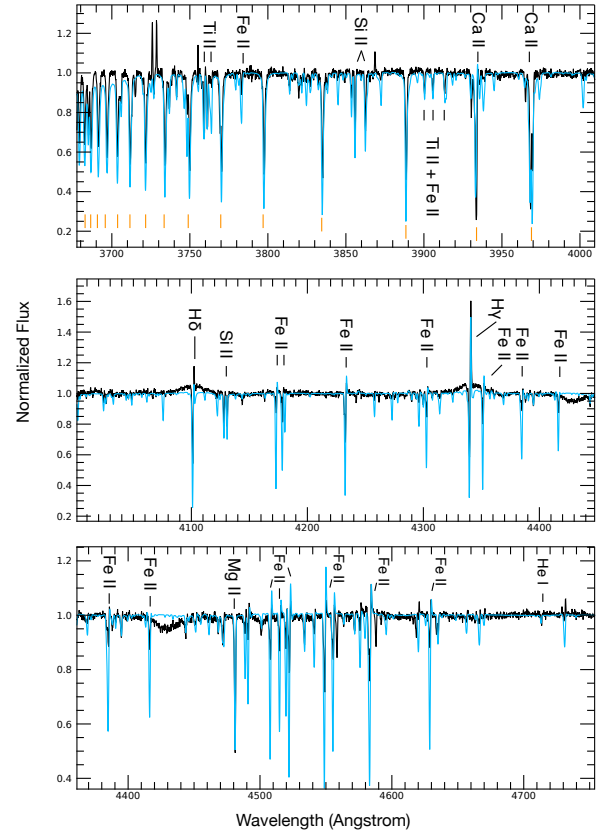 Ti II
Fe II
Si II
Ca II
Ca II
Ti II + Fe II
1.2
1.0
0.8
0.6
0.4
0.2
3700 3750 3800 3850 3900 3950 4000
Hδ
Si II
Fe II
Fe II
Fe II
Hγ
Fe II
Fe II
Fe II
1.6
1.4
1.2
1.0
0.8
0.6
0.4
0.2
4100 4200 4300 4400
Normalized Flux
Fe II
Fe II
Mg II
Fe II
Fe II
Fe II
Fe II
He I
1.2
1.0
0.8
0.6
0.4
4400 4500 4600 4700
Wavelength (Angstrom)